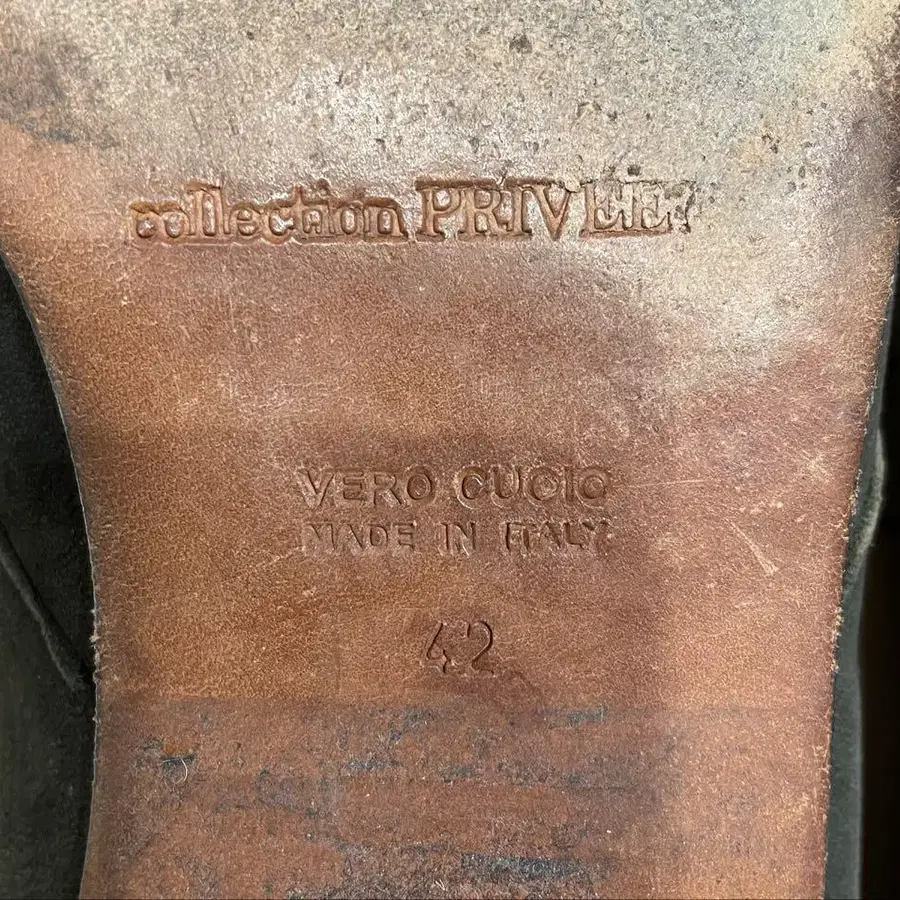 collection PRIVEE?
VERO CUOIO
MADE IN ITALY
42